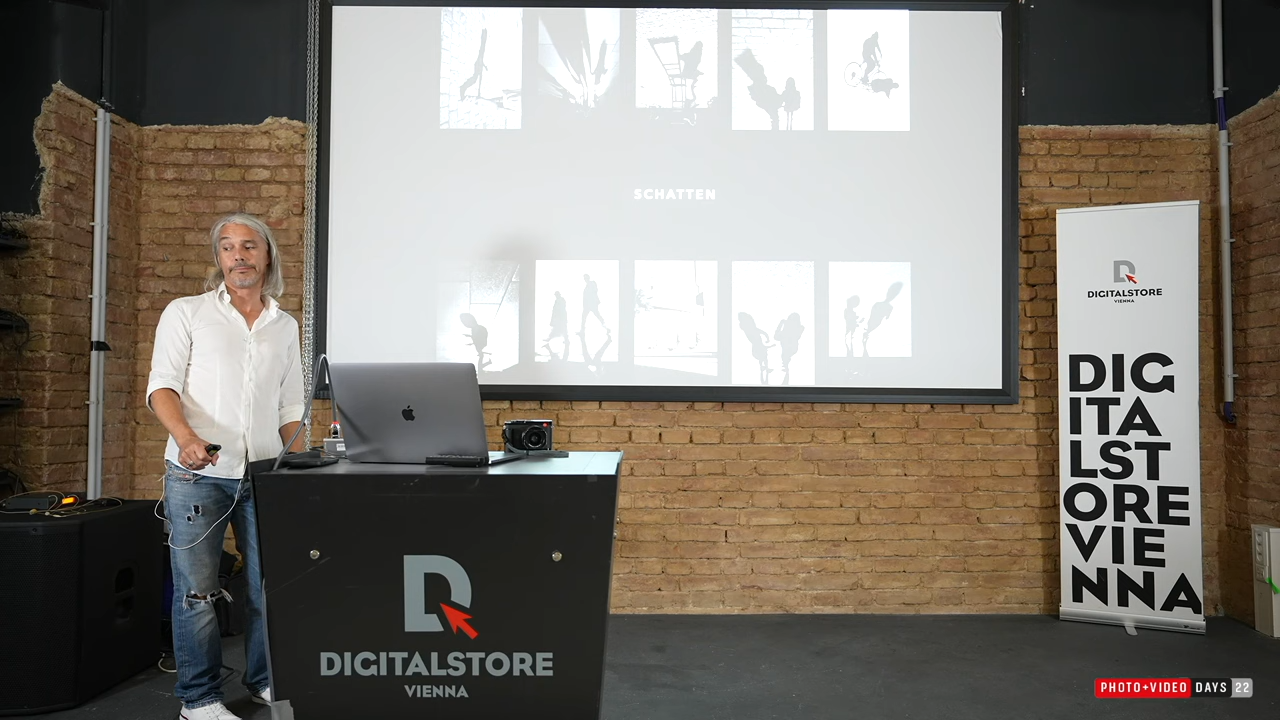 SCHATTEN
DIGITALSTORE
VIENNA
DIG
ITA
LST
ORE
VIE
NNA
DIGITALSTORE
VIENNA
PHOTO+VIDEO DAYS 22